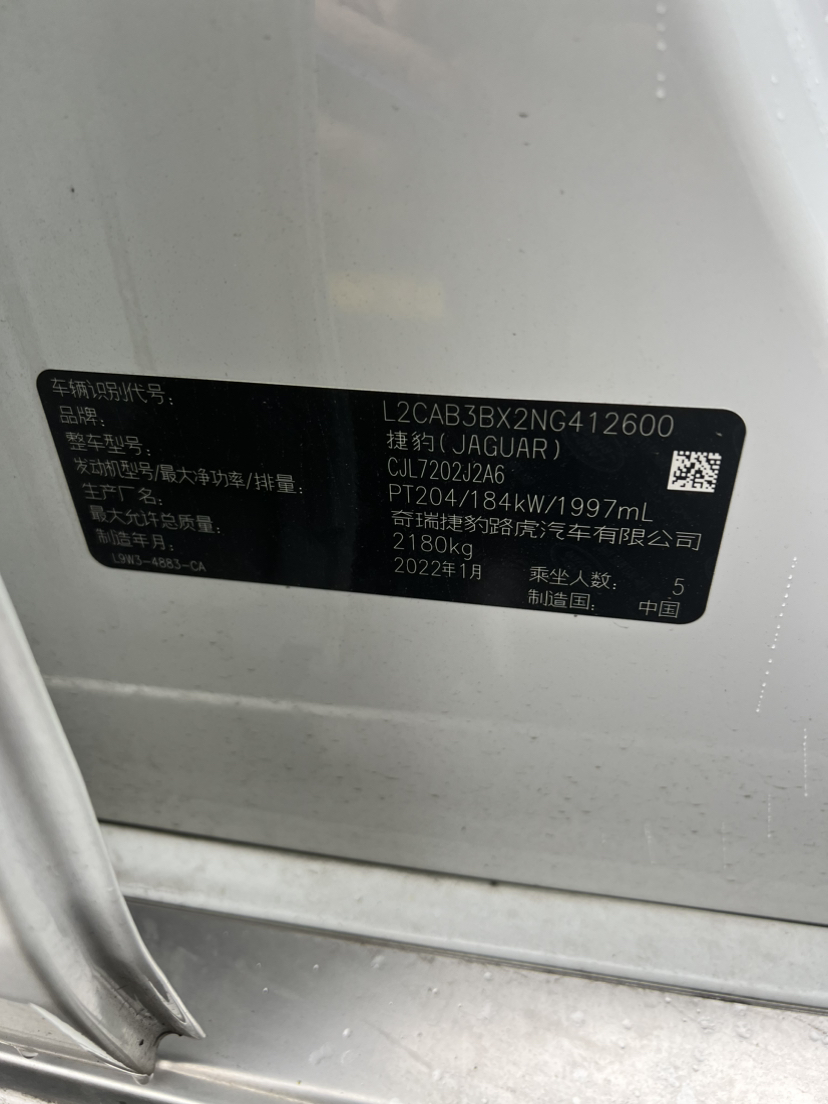 车辆识别代号: L2CAB3BX2NG412600
品牌: 捷豹(JAGUAR)
整车型号: CJL7202J2A6
发动机型号/最大净功率/排量: PT204/184kW/1997mL
生产厂名: 奇瑞捷豹路虎汽车有限公司
最大允许总质量: 2180kg
制造年月: 2022年1月 乘坐人数: 5
L9W3-4883-CA 制造国: 中国